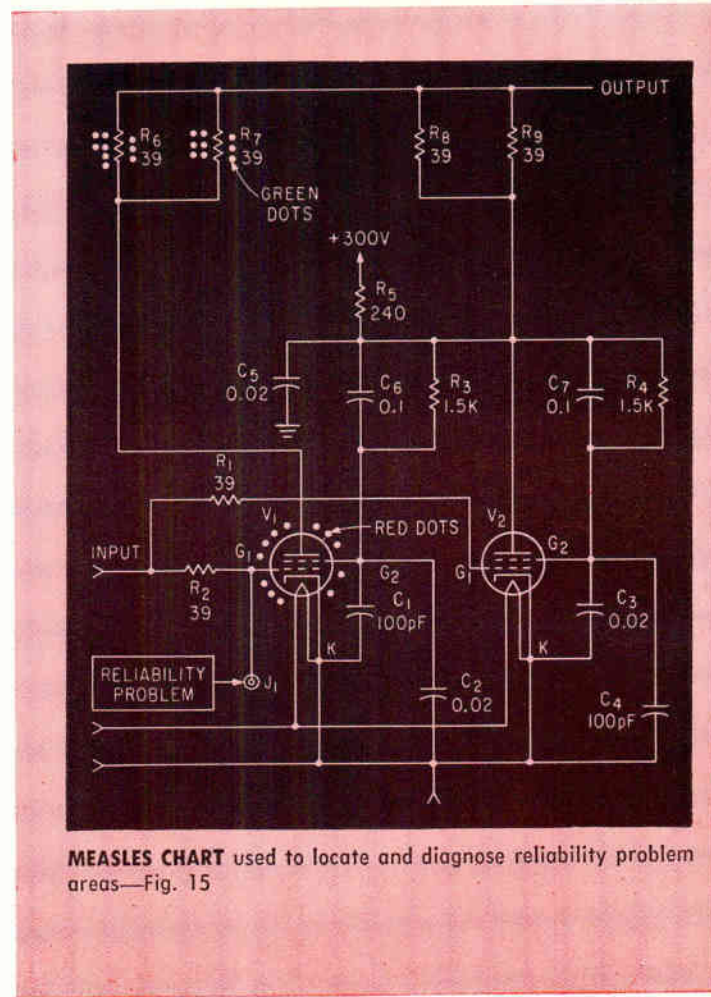 OUTPUT
R6 39
R7 39
R8 39
R9 39
GREEN DOTS
+300V
R5 240
C5 0.02
C6 0.1
R3 1.5K
C7 0.1
R4 1.5K
R1 39
V1
RED DOTS
V2
INPUT
G1
G2
G1
G2
R2 39
C1 100pF
C3 0.02
K
K
RELIABILITY PROBLEM
J1
C2 0.02
C4 100pF
MEASLES CHART used to locate and diagnose reliability problem
areas—Fig. 15